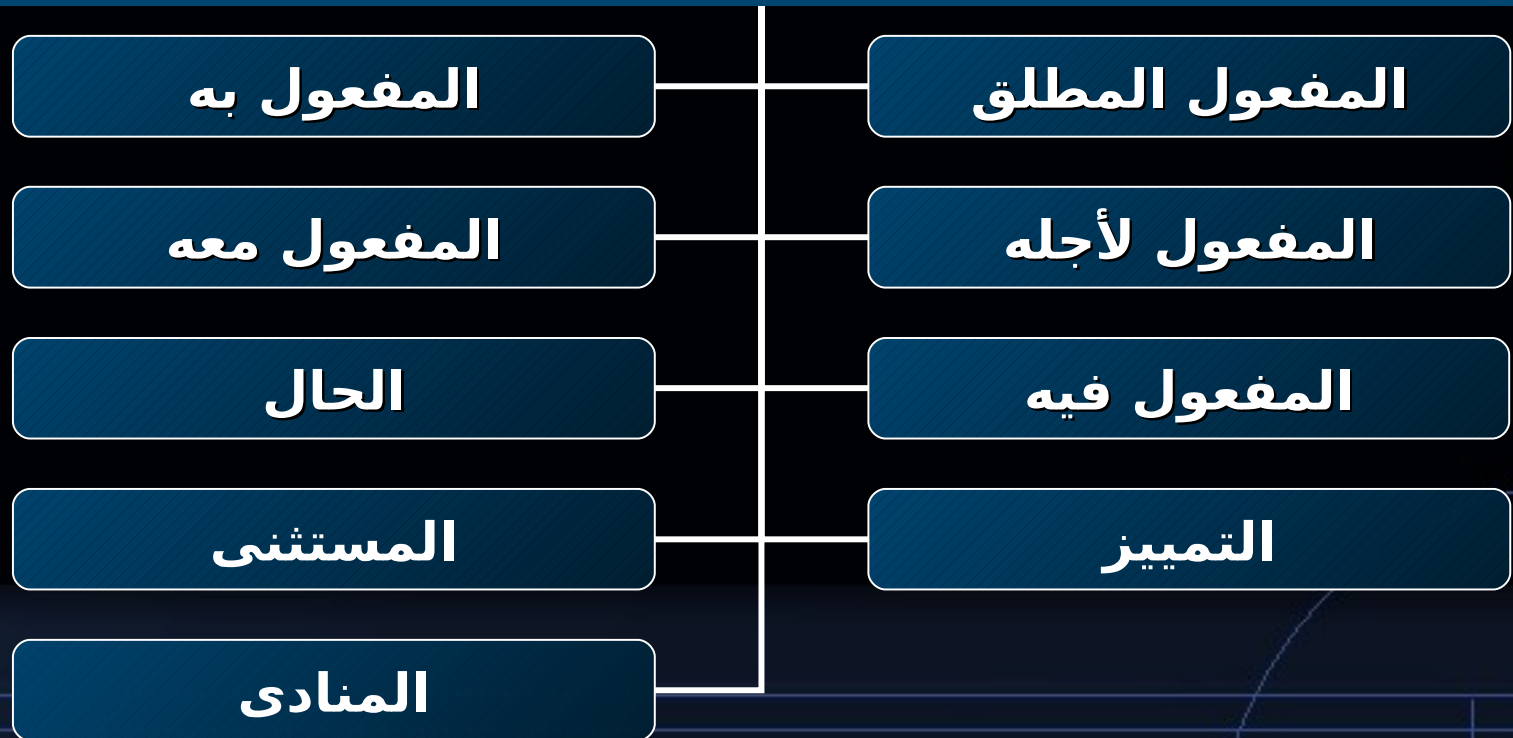 المفعول المطلق
المفعول به
المفعول لأجله
المفعول معه
المفعول فيه
الحال
التمييز
المستثنى
المنادى